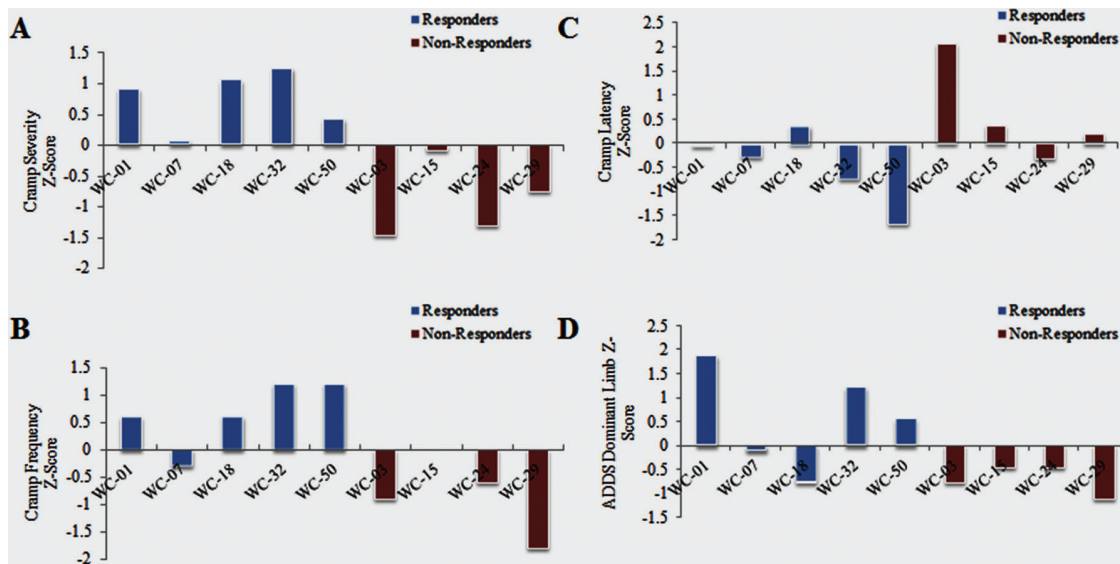 A
Responders
Non-Responders
Cramp Severity
Z-Score
1.5
1
0.5
0
-0.5
-1
-1.5
-2
WC-01
WC-07
WC-18
WC-32
WC-50
WC-03
WC-15
WC-24
WC-29
C
Responders
Non-Responders
Cramp Latency
Z-Score
2.5
2
1.5
1
0.5
0
-0.5
-1
-1.5
-2
WC-01
WC-07
WC-18
WC-32
WC-50
WC-03
WC-15
WC-24
WC-29
B
Responders
Non-Responders
Cramp Frequency
Z-Score
1.5
1
0.5
0
-0.5
-1
-1.5
-2
WC-01
WC-07
WC-18
WC-32
WC-50
WC-03
WC-15
WC-24
WC-29
D
Responders
Non-Responders
ADDS Dominant Limb Z-
Score
2.5
2
1.5
1
0.5
0
-0.5
-1
-1.5
WC-01
WC-07
WC-18
WC-32
WC-50
WC-03
WC-15
WC-24
WC-29